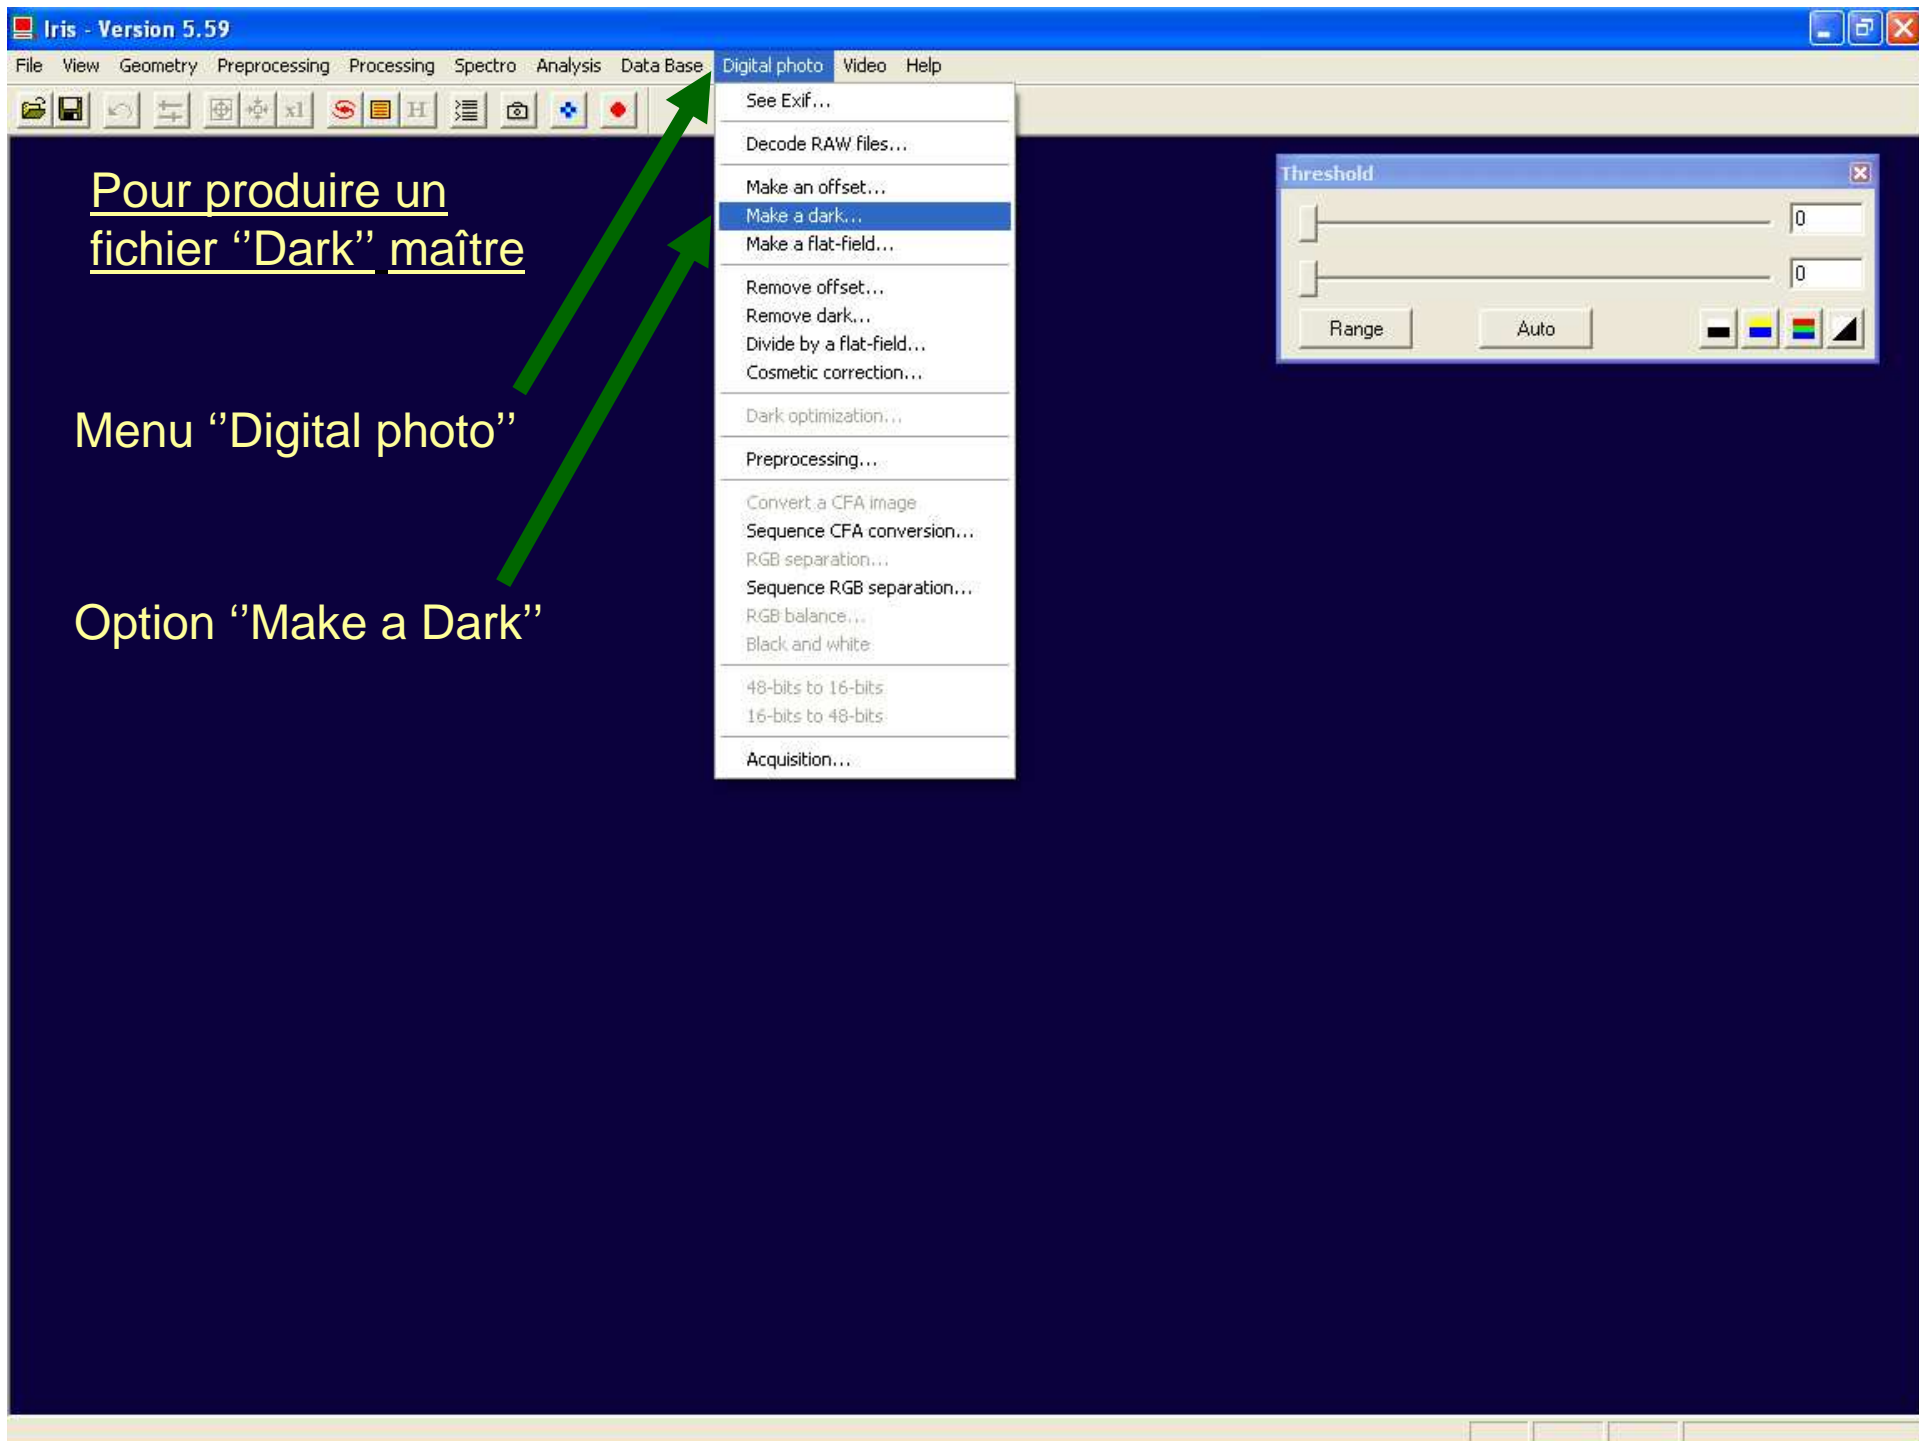 Iris - Version 5.59
File View Geometry Preprocessing Processing Spectro Analysis Data Base Digital photo Video Help
x1 H
See Exif...
Decode RAW files...
Make an offset...
Make a dark...
Make a flat-field...
Remove offset...
Remove dark...
Divide by a flat-field...
Cosmetic correction...
Dark optimization...
Preprocessing...
Convert a CFA image
Sequence CFA conversion...
RGB separation...
Sequence RGB separation...
RGB balance...
Black and white
48-bits to 16-bits
16-bits to 48-bits
Acquisition...
Pour produire un
fichier ‘’Dark’’ maître
Menu ‘’Digital photo’’
Option ‘’Make a Dark’’
Threshold
0
0
Range Auto